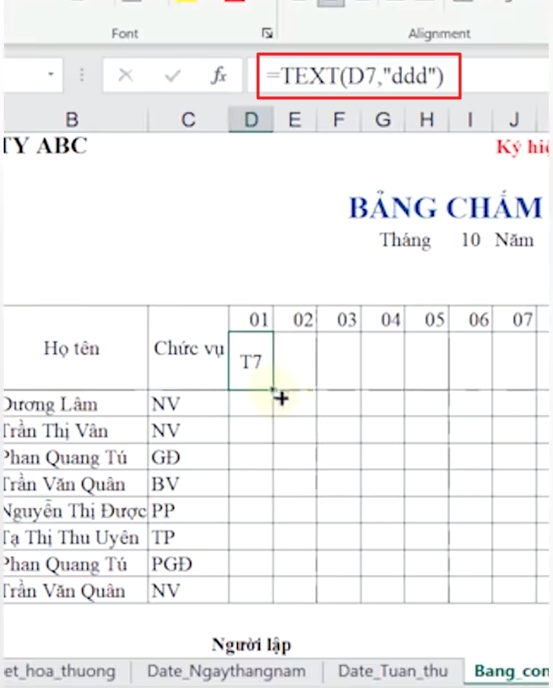 Font Alignment
fx =TEXT(D7,"ddd")
B C D E F G H I J
TY ABC Ký hiệ
BẢNG CHẤM
Tháng 10 Năm
01 02 03 04 05 06 07
Họ tên Chức vụ T7
Dương Lâm NV
Trần Thị Vân NV
Phan Quang Tú GĐ
Trần Văn Quân BV
Nguyễn Thị Được PP
Tạ Thị Thu Uyên TP
Phan Quang Tú PGĐ
Trần Văn Quân NV
Người lập
et_hoa_thuong Date_Ngaythangnam Date_Tuan_thu Bang_con